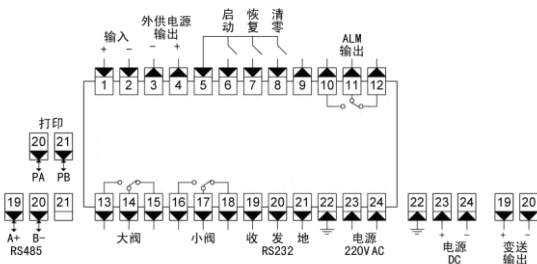 输入
+ -
外供电源
输出
- +
启动 恢复 清零
ALM
输出
1 2 3 4 5 6 7 8 9 10 11 12
打印
20 21
PA PB
19 20 21
A+ B-
RS485
13 14 15 16 17 18 19 20 21 22 23 24
大阀 小阀 收 发 地 电源
RS232 220V AC
22 23 24
+ -
电源
DC
19 20
+ -
变送
输出